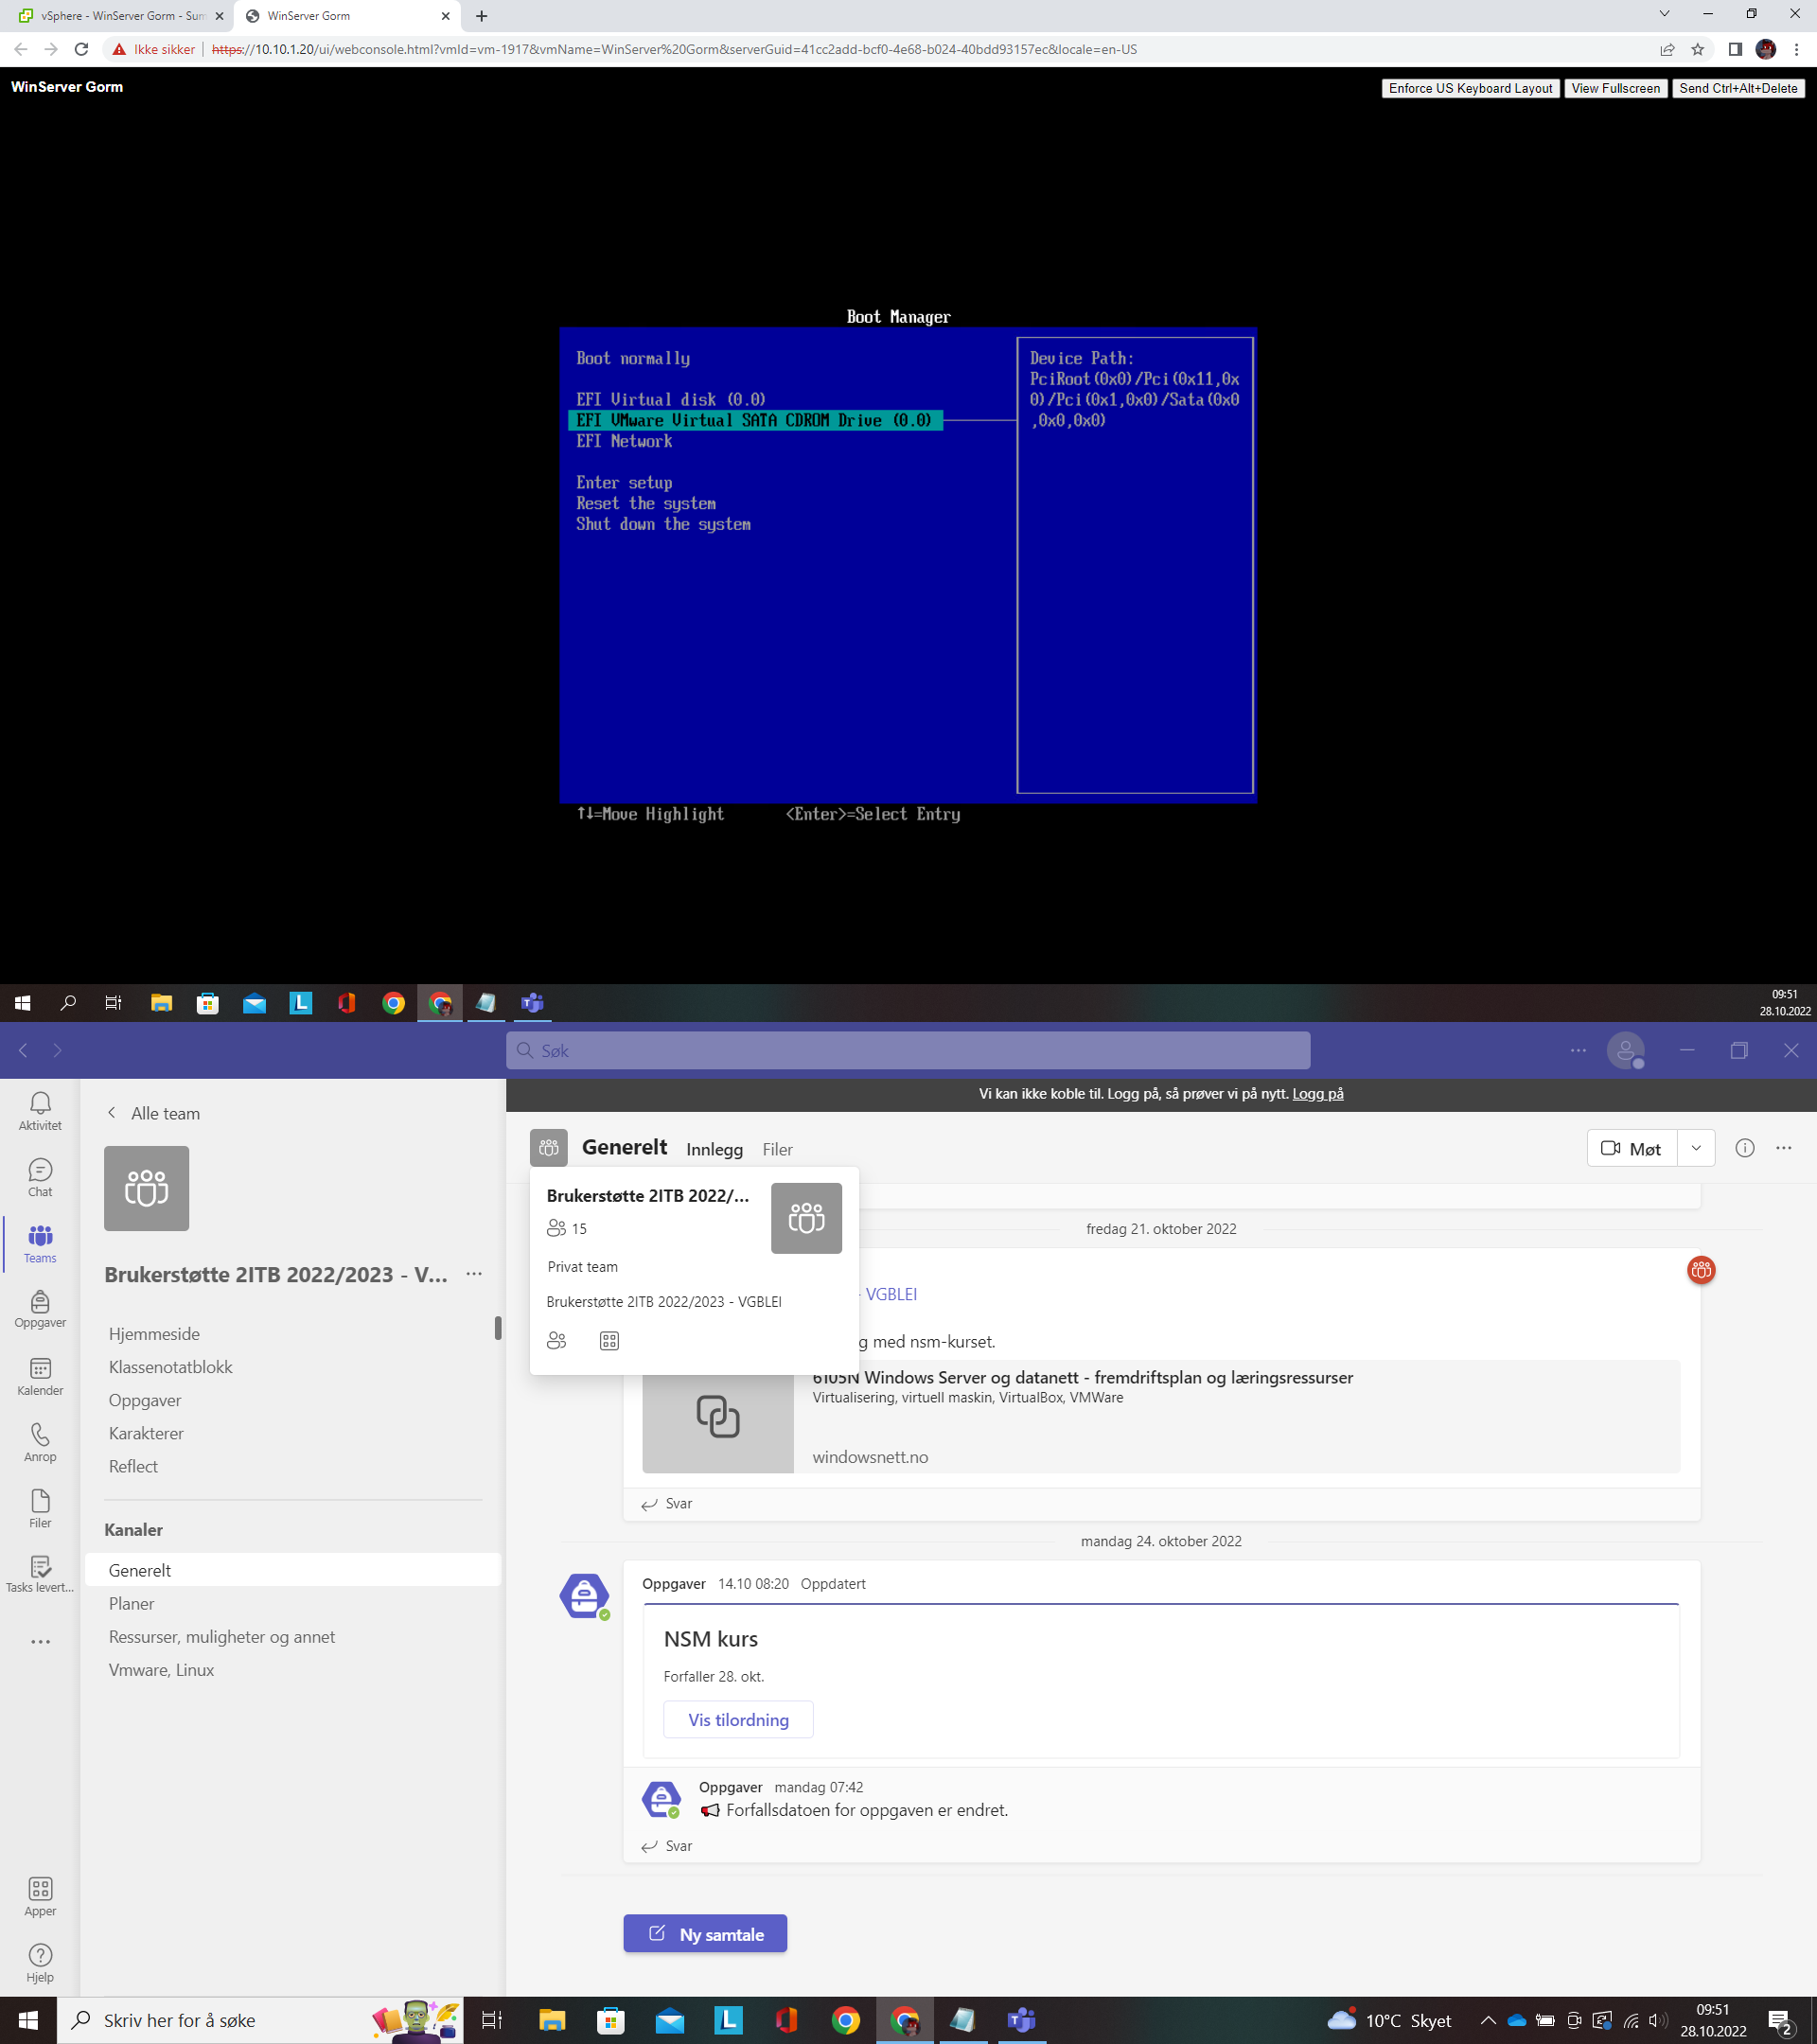 vSphere - WinServer Gorm - Sum
WinServer Gorm
Ikke sikker
https://10.10.1.20/ui/webconsole.html?vmId=vm-1917&vmName=WinServer%20Gorm&serverGuid=41cc2add-bcf0-4e68-b024-40bdd93157ec&locale=en-US
WinServer Gorm
Enforce US Keyboard Layout
View Fullscreen
Send Ctrl+Alt+Delete
Boot Manager
Boot normally
EFI Virtual disk (0.0)
EFI VMware Virtual SATA CDROM Drive (0.0)
EFI Network
Enter setup
Reset the system
Shut down the system
Device Path:
PciRoot(0x0)/Pci(0x11,0x
0)/Pci(0x1,0x0)/Sata(0x0
,0x0,0x0)
↑↓=Move Highlight
<Enter>=Select Entry
09:51
28.10.2022
Søk
Vi kan ikke koble til. Logg på, så prøver vi på nytt. Logg på
Aktivitet
Chat
Teams
Oppgaver
Kalender
Anrop
Filer
Tasks levert...
Apper
Hjelp
Alle team
Brukerstøtte 2ITB 2022/2023 - V...
Hjemmeside
Klassenotatblokk
Oppgaver
Karakterer
Reflect
Kanaler
Generelt
Planer
Ressurser, muligheter og annet
Vmware, Linux
Generelt
Innlegg
Filer
Møt
Brukerstøtte 2ITB 2022/...
15
Privat team
Brukerstøtte 2ITB 2022/2023 - VGBLEI
fredag 21. oktober 2022
- VGBLEI
g med nsm-kurset.
6105N Windows Server og datanett - fremdriftsplan og læringsressurser
Virtualisering, virtuell maskin, VirtualBox, VMWare
windowsnett.no
Svar
mandag 24. oktober 2022
Oppgaver 14.10 08:20 Oppdatert
NSM kurs
Forfaller 28. okt.
Vis tilordning
Oppgaver mandag 07:42
Forfallsdatoen for oppgaven er endret.
Svar
Ny samtale
Skriv her for å søke
10°C Skyet
09:51
28.10.2022
2